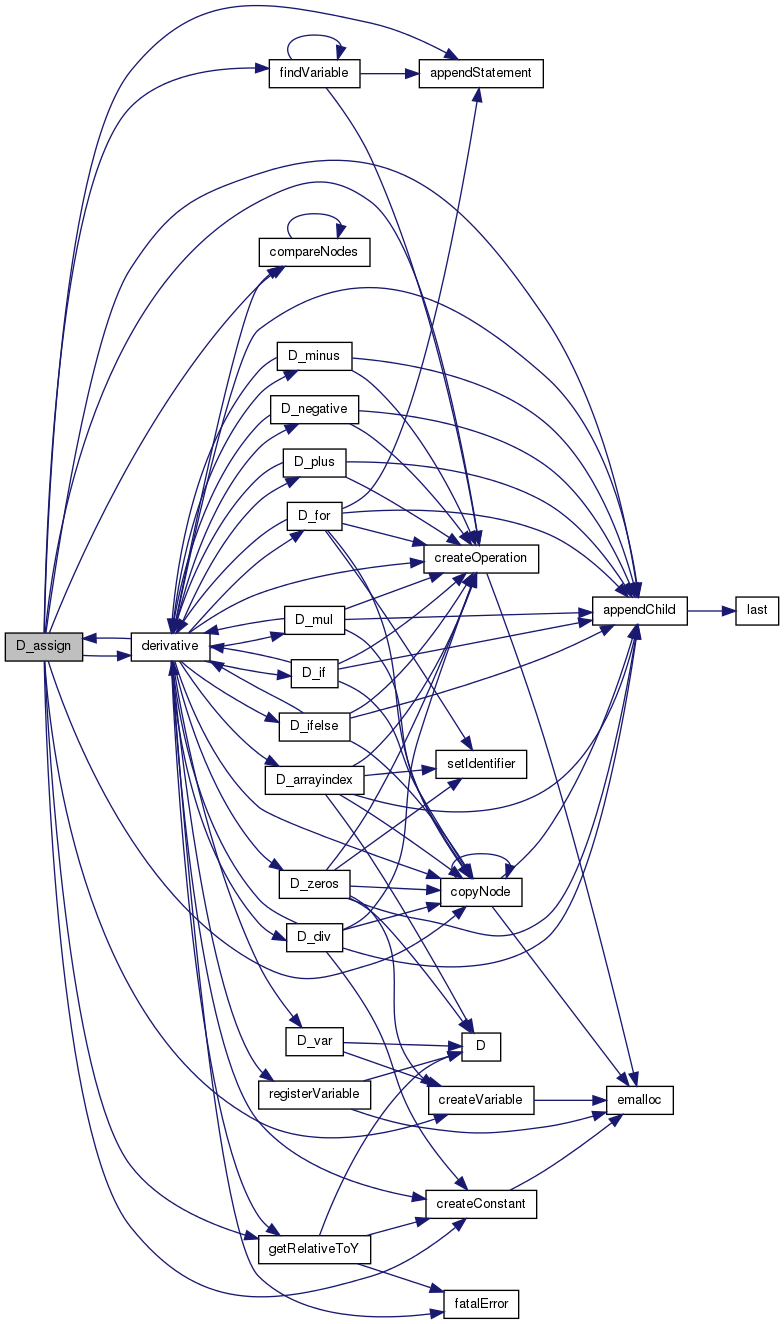 findVariable
appendStatement
compareNodes
D_minus
D_negative
D_plus
D_for
createOperation
D_mul
appendChild
last
D_assign
derivative
D_if
D_ifelse
setIdentifier
D_arrayindex
D_zeros
copyNode
D_div
D_var
D
registerVariable
createVariable
emalloc
createConstant
getRelativeToY
fatalError